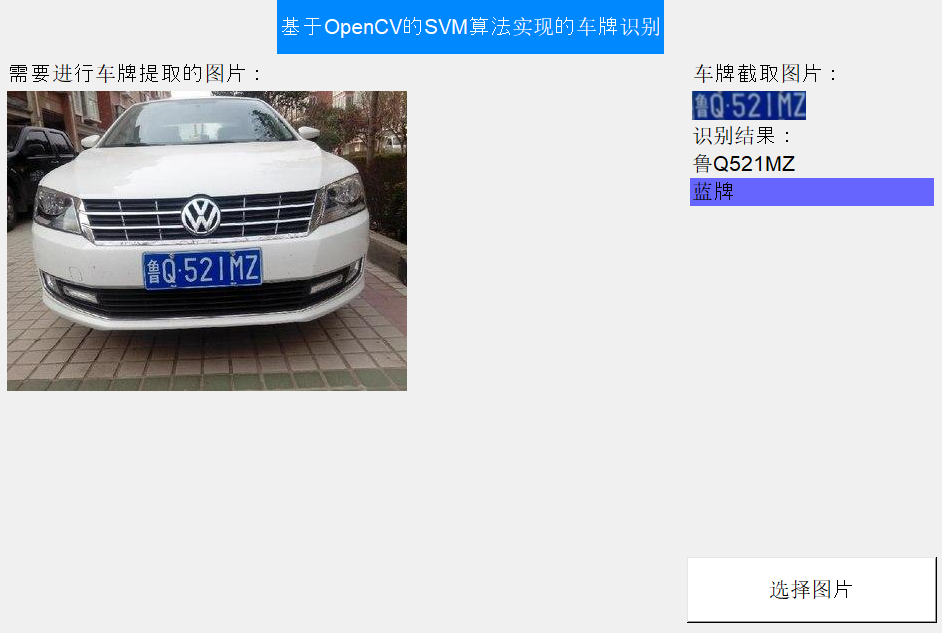 基于OpenCV的SVM算法实现的车牌识别
需要进行车牌提取的图片：
鲁Q·521MZ
车牌截取图片：
鲁Q·521MZ
识别结果：
鲁Q521MZ
蓝牌
选择图片